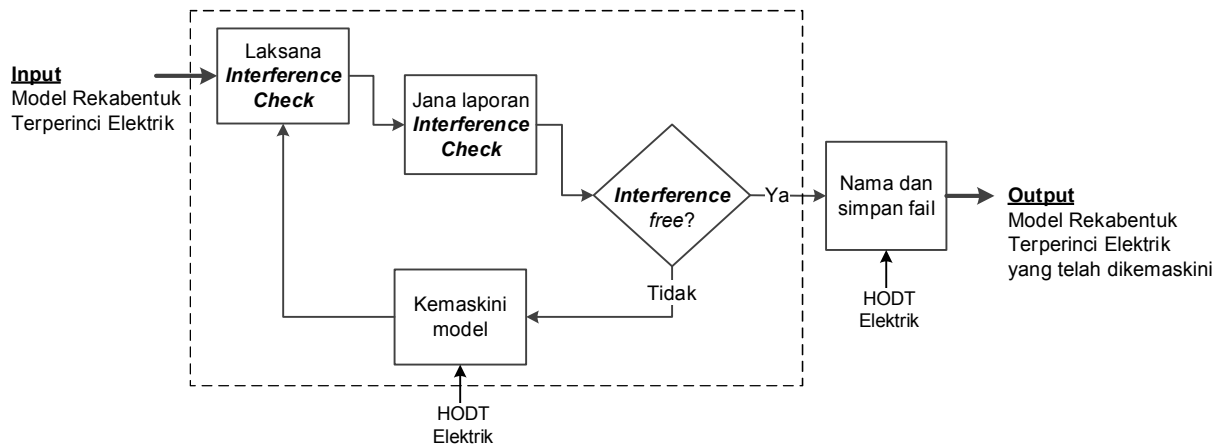 Input
Model Rekabentuk
Terperinci Elektrik
Laksana
Interference
Check
Jana laporan
Interference
Check
Interference
free?
Ya
Tidak
Kemaskini
model
HODT
Elektrik
Nama dan
simpan fail
HODT
Elektrik
Output
Model Rekabentuk
Terperinci Elektrik
yang telah dikemaskini